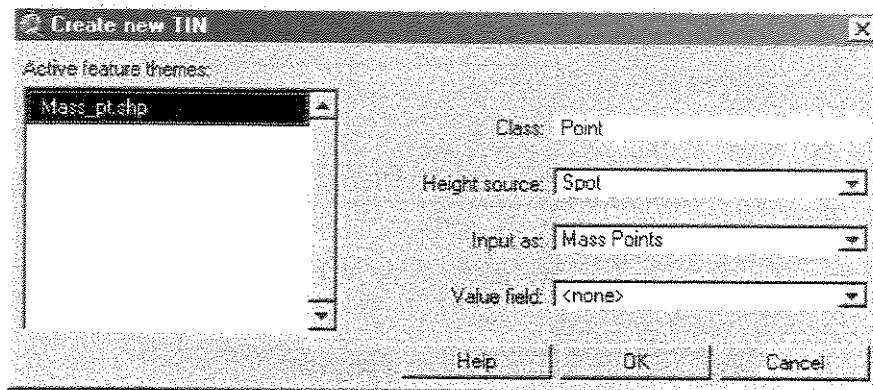 Create new TIN
Active feature themes:
Mass_pt.shp
Class: Point
Height source: Spot
Input as: Mass Points
Value field: <none>
Help
OK
Cancel